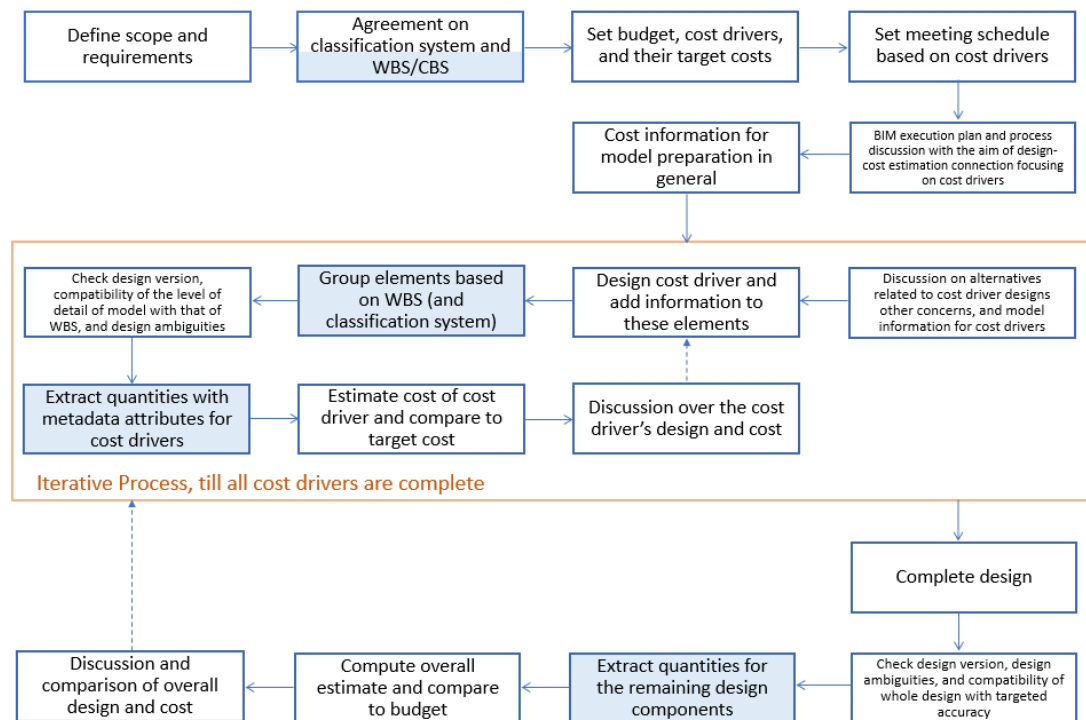 Define scope and
requirements
Agreement on
classification system and
WBS/CBS
Set budget, cost drivers,
and their target costs
Set meeting schedule
based on cost drivers
BIM execution plan and process
discussion with the aim of design-
cost estimation connection focusing
on cost drivers
Cost information for
model preparation in
general
Discussion on alternatives
related to cost driver designs
other concerns, and model
information for cost drivers
Design cost driver and
add information to
these elements
Group elements based
on WBS (and
classification system)
Check design version,
compatibility of the level of
detail of model with that of
WBS, and design ambiguities
Extract quantities with
metadata attributes for
cost drivers
Estimate cost of cost
driver and compare to
target cost
Discussion over the cost
driver’s design and cost
Iterative Process, till all cost drivers are complete
Complete design
Check design version, design
ambiguities, and compatibility of
whole design with targeted
accuracy
Extract quantities for
the remaining design
components
Compute overall
estimate and compare
to budget
Discussion and
comparison of overall
design and cost